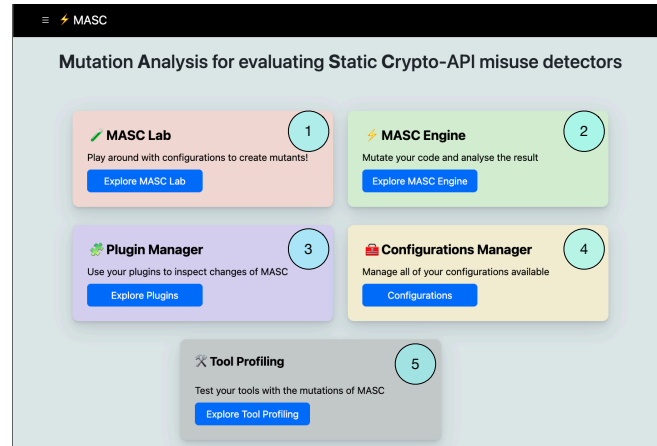 ☰ ⚡ MASC
Mutation Analysis for evaluating Static Crypto-API misuse detectors
MASC Lab
1
Play around with configurations to create mutants!
Explore MASC Lab
MASC Engine
2
Mutate your code and analyse the result
Explore MASC Engine
Plugin Manager
3
Use your plugins to inspect changes of MASC
Explore Plugins
Configurations Manager
4
Manage all of your configurations available
Configurations
Tool Profiling
5
Test your tools with the mutations of MASC
Explore Tool Profiling